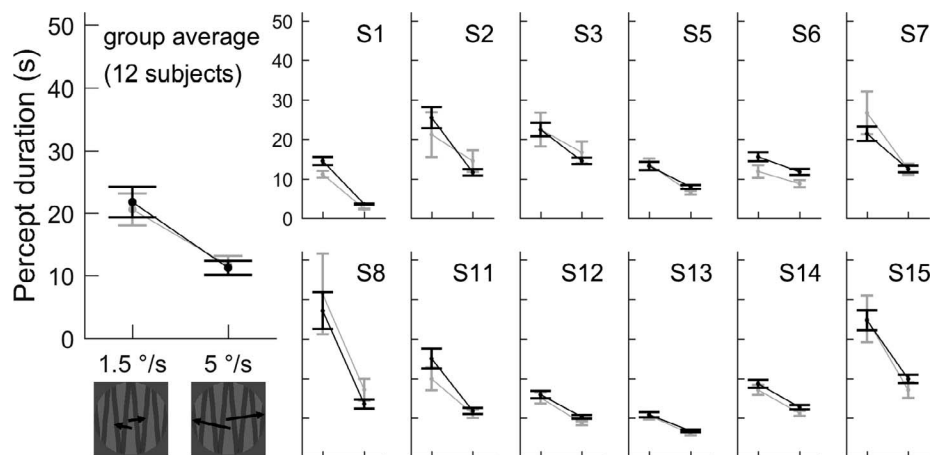 Percept duration (s)
50
40
30
20
10
0
group average
(12 subjects)
1.5 °/s
5 °/s
50
40
30
20
10
0
S1
S2
S3
S5
S6
S7
S8
S11
S12
S13
S14
S15